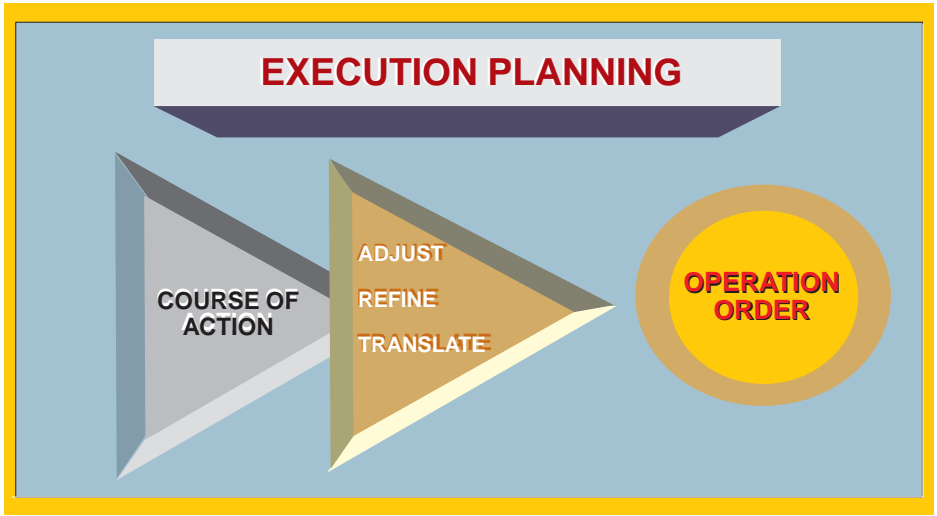 EXECUTION PLANNING
COURSE OF
ACTION
ADJUST
REFINE
TRANSLATE
OPERATION
ORDER